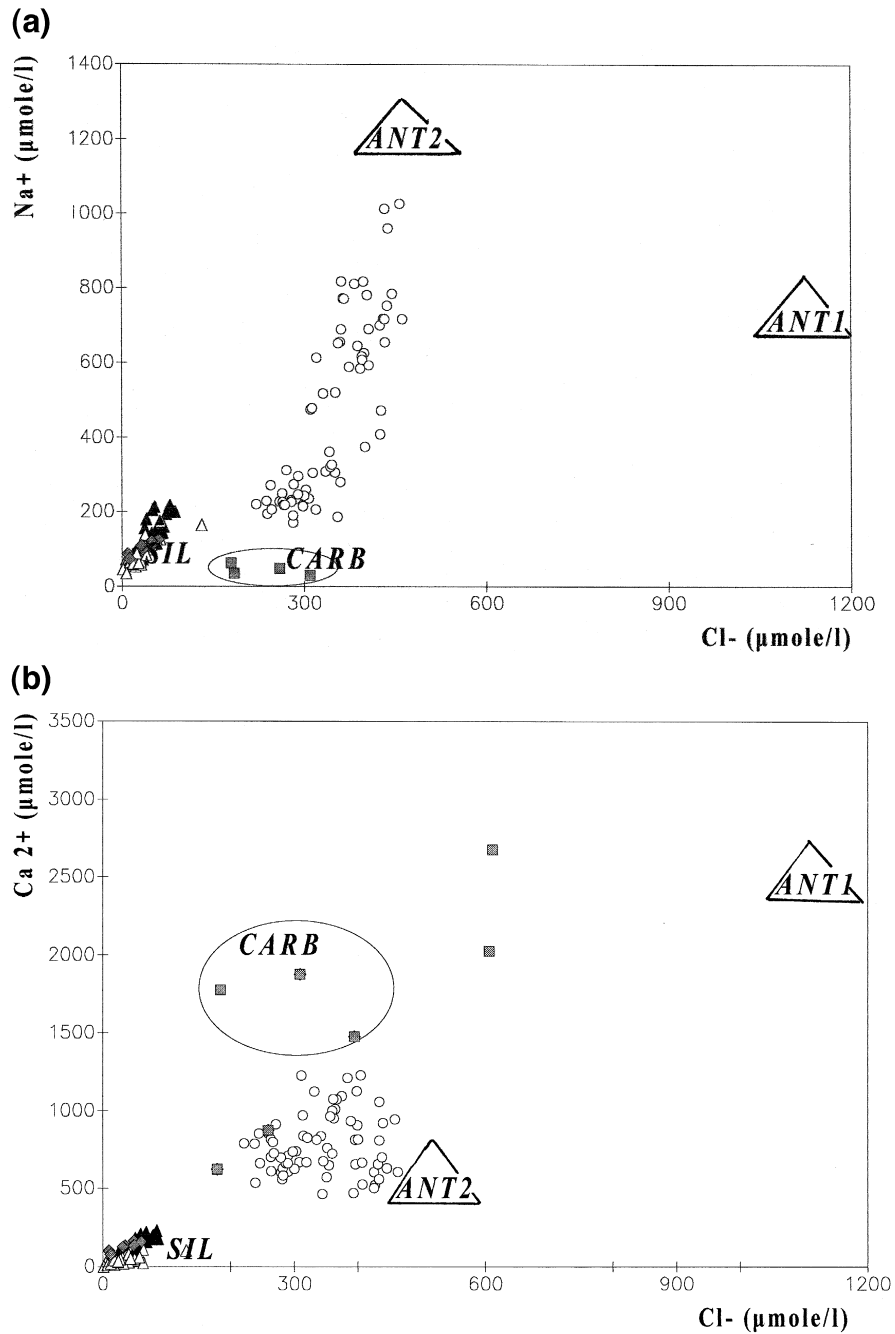 (a)
Na+ (µmole/l)
1400
1200
1000
800
600
400
200
0
ANT2
ANT1
SIL
CARB
0 300 600 900 1200
Cl- (µmole/l)
(b)
Ca 2+ (µmole/l)
3500
3000
2500
2000
1500
1000
500
0
ANT1
CARB
ANT2
SIL
0 300 600 900 1200
Cl- (µmole/l)